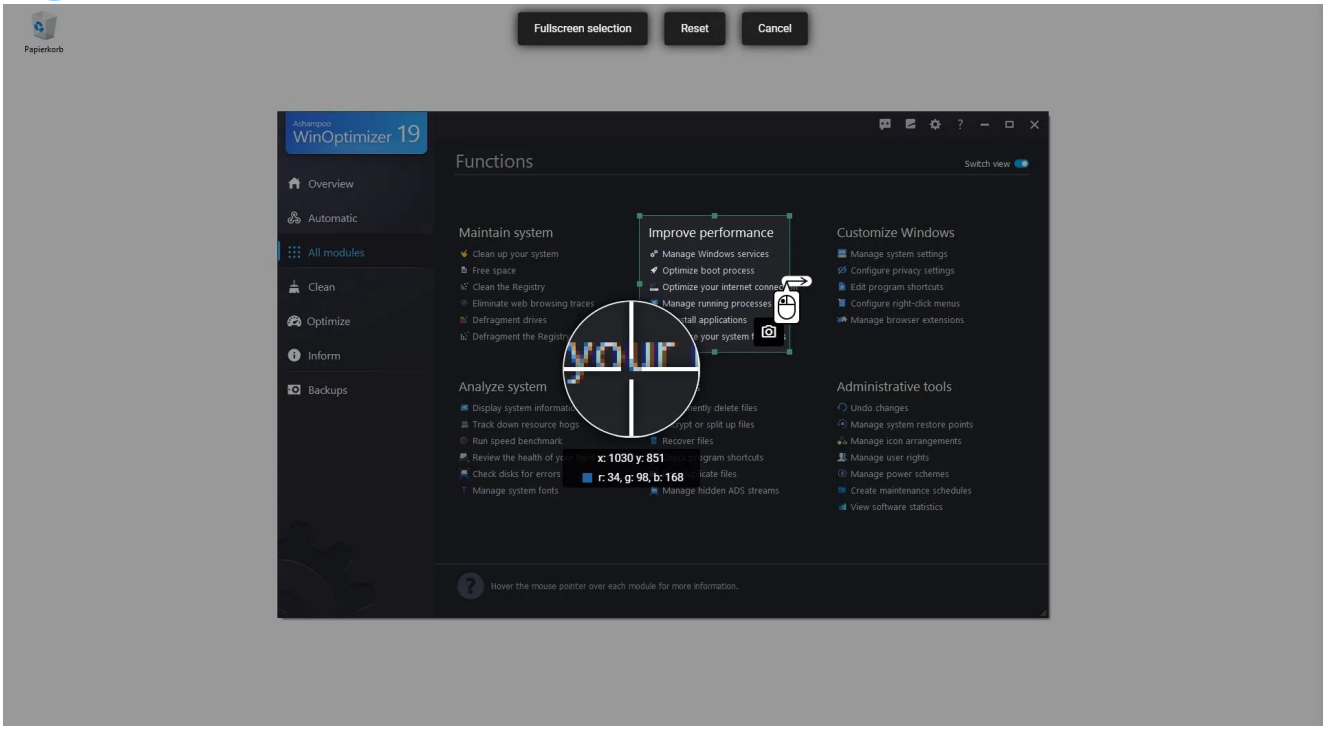 Papierkorb
Fullscreen selection
Reset
Cancel
Ashampoo
WinOptimizer 19
?
Functions
Switch view
Overview
Automatic
All modules
Clean
Optimize
Inform
Backups
Maintain system
Clean up your system
Free space
Clean the Registry
Eliminate web browsing traces
Defragment drives
Defragment the Registry
Improve performance
Manage Windows services
Optimize boot process
Optimize your internet connec
Manage running processes
stall applications
your system f
Customize Windows
Manage system settings
Configure privacy settings
Edit program shortcuts
Configure right-click menus
Manage browser extensions
your
Analyze system
Display system informat
Track down resource hogs
Run speed benchmark
Review the health of
Check disks for errors
Manage system fonts
ently delete files
crypt or split up files
Recover files
program shortcuts
icate files
Manage hidden ADS streams
Administrative tools
Undo changes
Manage system restore points
Manage icon arrangements
Manage user rights
Manage power schemes
Create maintenance schedules
View software statistics
x: 1030 y: 851
r: 34, g: 98, b: 168
?
Hover the mouse pointer over each module for more information.